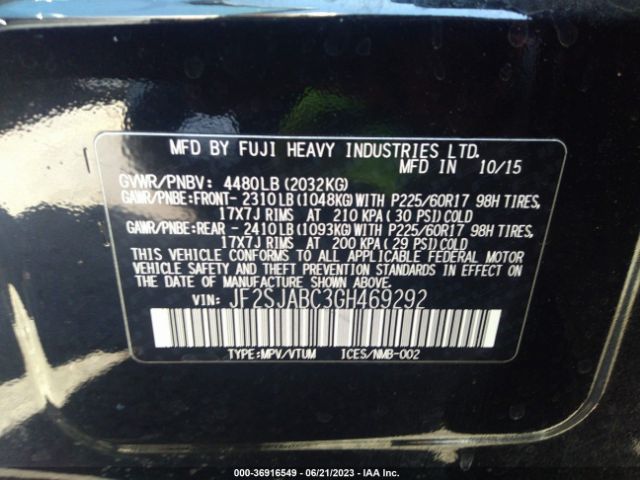 MFD BY FUJI HEAVY INDUSTRIES LTD.
MFD IN 10/15
GVWR/PNBV: 4480LB (2032KG)
GAWR/PNBE:FRONT- 2310LB (1048KG) WITH P225/60R17 98H TIRES,
17X7J RIMS AT 210 KPA (30 PSI) COLD
GAWR/PNBE:REAR - 2410LB (1093KG) WITH P225/60R17 98H TIRES,
17X7J RIMS AT 200 KPA (29 PSI) COLD
THIS VEHICLE CONFORMS TO ALL APPLICABLE FEDERAL MOTOR
VEHICLE SAFETY AND THEFT PREVENTION STANDARDS IN EFFECT ON
THE DATE OF MANUFACTURE SHOWN ABOVE.
VIN: JF2SJABC3GH469292
TYPE:MPV/VTUM ICES/NMB-002
000-36916549 - 06/21/2023 - IAA Inc.